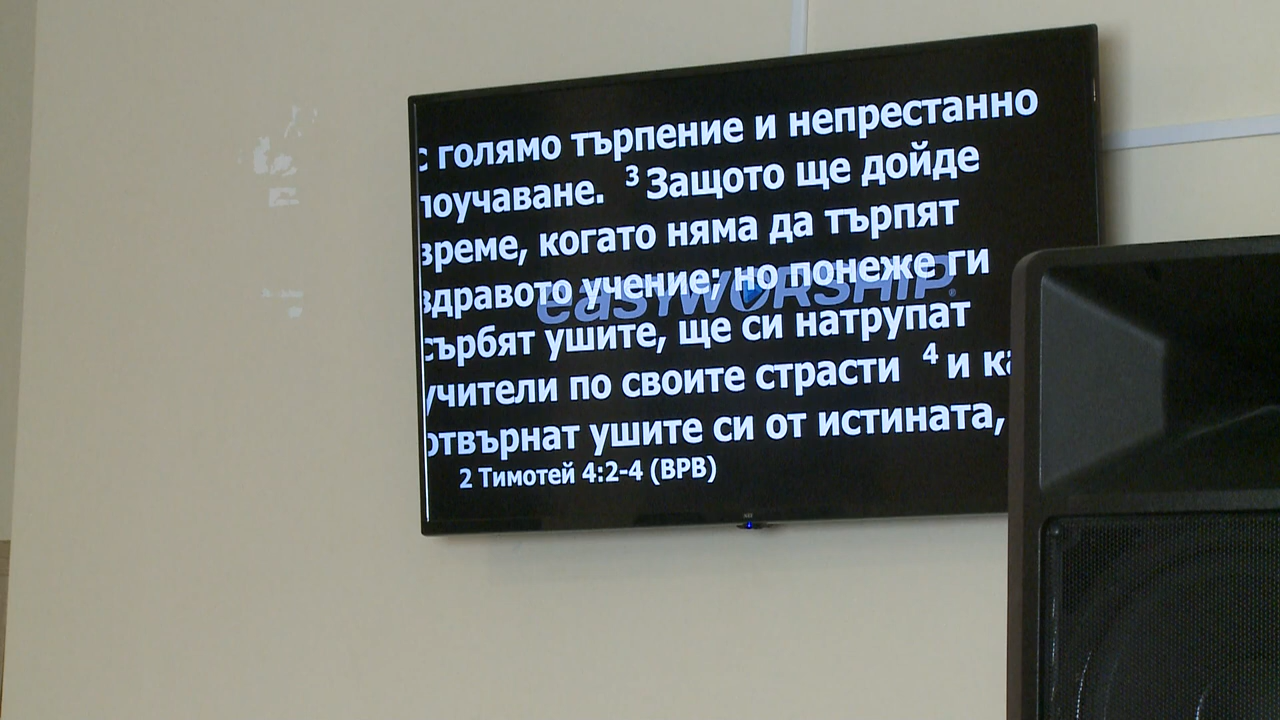 с голямо търпение и непрестанно
поучаване. 3 Защото ще дойде
време, когато няма да търпят
здравото учение; но понеже ги
easyWORSHIP
сърбят ушите, ще си натрупат
учители по своите страсти 4 и
отвърнат ушите си от истината,
2 Тимотей 4:2-4 (ВРВ)